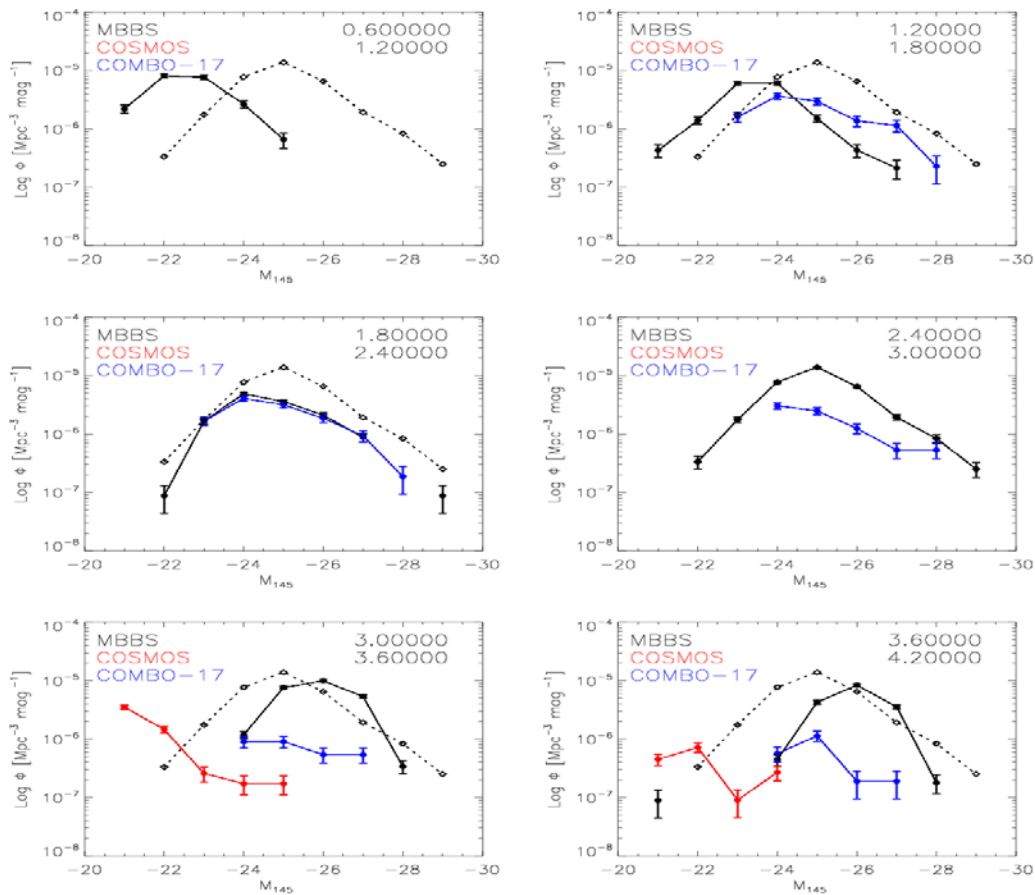 MBBS 0.600000
COSMOS 1.20000
COMBO-17
10⁻⁴
10⁻⁵
10⁻⁶
10⁻⁷
10⁻⁸
Log Φ [Mpc⁻³ mag⁻¹]
-20 -22 -24 -26 -28 -30
M₁₄₅
MBBS 1.20000
COSMOS 1.80000
COMBO-17
10⁻⁴
10⁻⁵
10⁻⁶
10⁻⁷
10⁻⁸
Log Φ [Mpc⁻³ mag⁻¹]
-20 -22 -24 -26 -28 -30
M₁₄₅
MBBS 1.80000
COSMOS 2.40000
COMBO-17
10⁻⁴
10⁻⁵
10⁻⁶
10⁻⁷
10⁻⁸
Log Φ [Mpc⁻³ mag⁻¹]
-20 -22 -24 -26 -28 -30
M₁₄₅
MBBS 2.40000
COSMOS 3.00000
COMBO-17
10⁻⁴
10⁻⁵
10⁻⁶
10⁻⁷
10⁻⁸
Log Φ [Mpc⁻³ mag⁻¹]
-20 -22 -24 -26 -28 -30
M₁₄₅
MBBS 3.00000
COSMOS 3.60000
COMBO-17
10⁻⁴
10⁻⁵
10⁻⁶
10⁻⁷
10⁻⁸
Log Φ [Mpc⁻³ mag⁻¹]
-20 -22 -24 -26 -28 -30
M₁₄₅
MBBS 3.60000
COSMOS 4.20000
COMBO-17
10⁻⁴
10⁻⁵
10⁻⁶
10⁻⁷
10⁻⁸
Log Φ [Mpc⁻³ mag⁻¹]
-20 -22 -24 -26 -28 -30
M₁₄₅